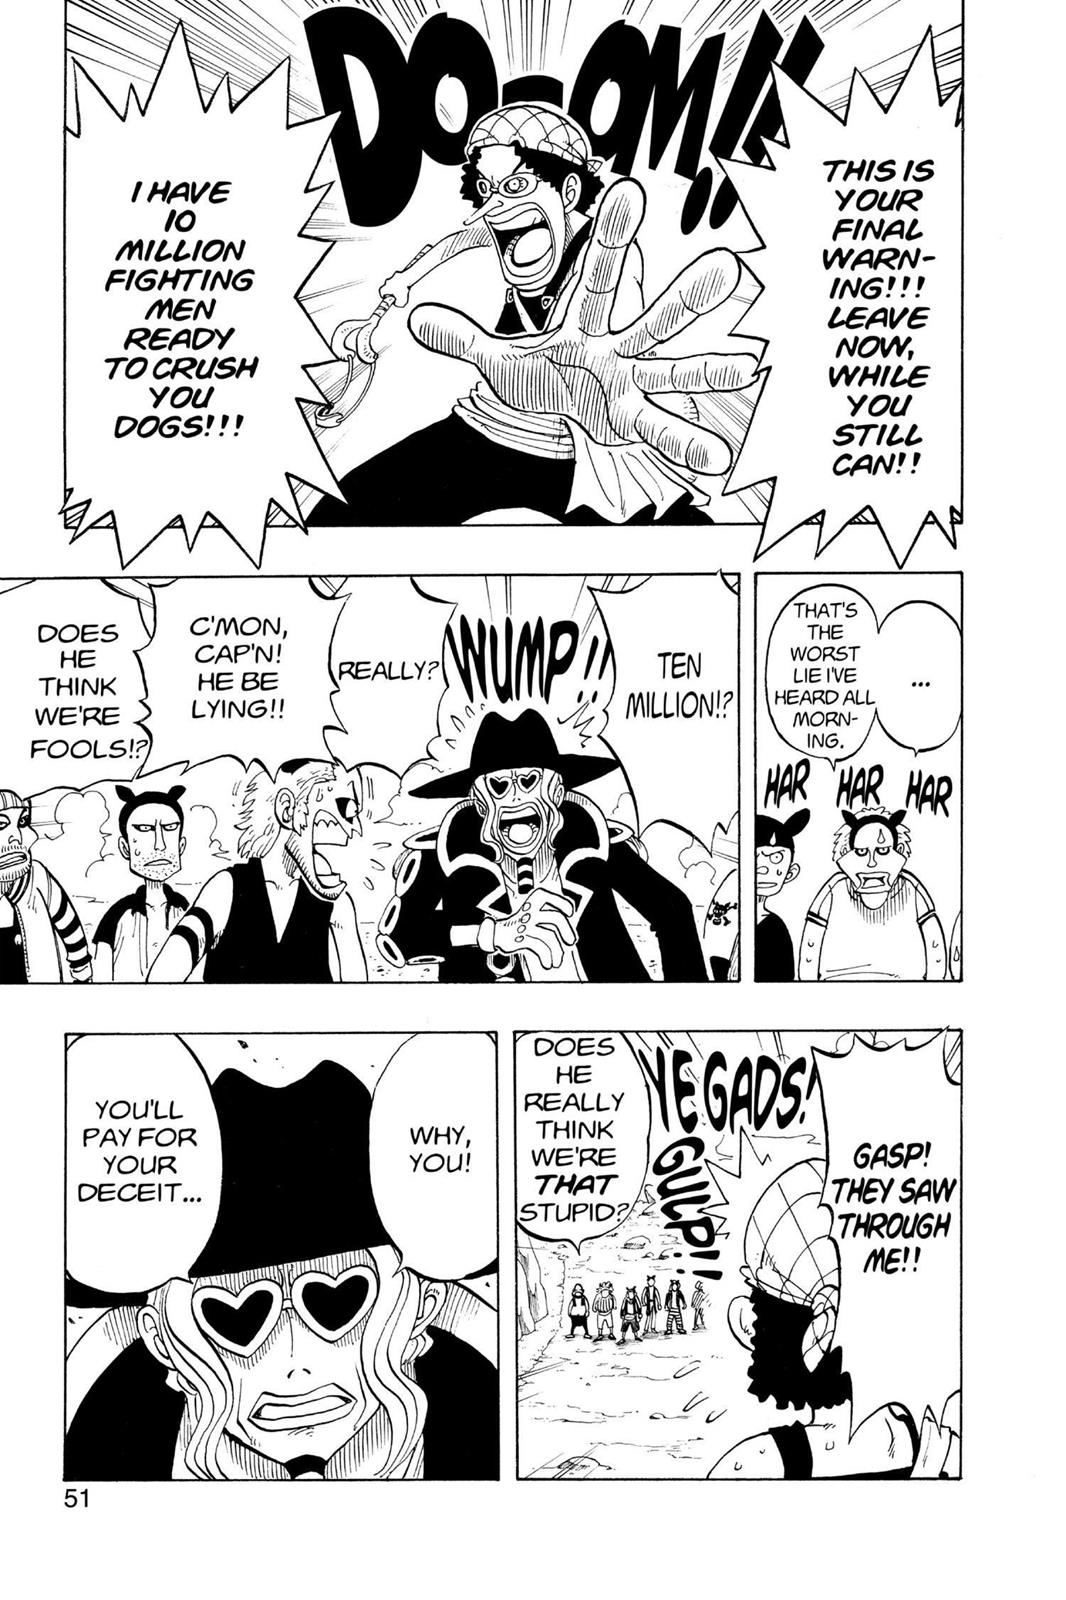 DO-OM!!
THIS IS
YOUR
FINAL
WARN-
ING!!!
LEAVE
NOW,
WHILE
YOU
STILL
CAN!!
I HAVE
10
MILLION
FIGHTING
MEN
READY
TO CRUSH
YOU
DOGS!!!
...
THAT'S
THE
WORST
LIE I'VE
HEARD ALL
MORN-
ING.
HAR
HAR
HAR
TEN
MILLION!?
WUMP!!
REALLY?
C'MON,
CAP'N!
HE BE
LYING!!
DOES
HE
THINK
WE'RE
FOOLS!?
GASP!
THEY SAW
THROUGH
ME!!
YE GADS!
GULP!!
DOES
HE
REALLY
THINK
WE'RE
THAT
STUPID?
WHY,
YOU!
YOU'LL
PAY FOR
YOUR
DECEIT...
51